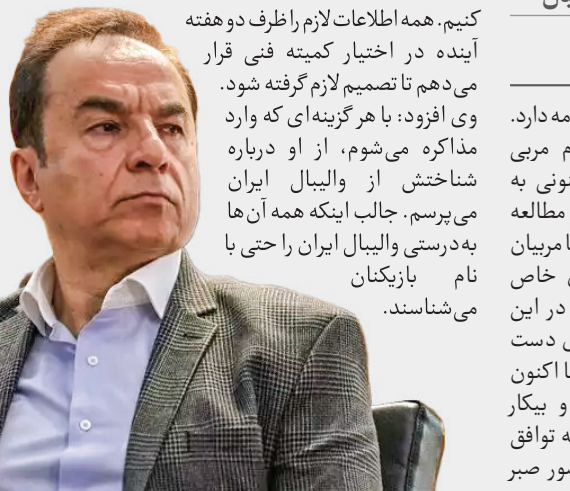 کنیم. همه اطلاعات لازم را ظرف دو هفته
آینده در اختیار کمیته فنی قرار
می‌دهم تا تصمیم لازم گرفته شود.
وی افزود: با هر گزینه‌ای که وارد
مذاکره می‌شوم، از او درباره
شناختش از والیبال ایران
می‌پرسم. جالب اینکه همه آن‌ها
به‌درستی والیبال ایران را حتی با
نام بازیکنان
می‌شناسند.
مه دارد.
م مربی
نونی به
مطالعه
ا مربیان
خاص
در این
دست
ا اکنون
و بیکار
ه توافق
ور صبر